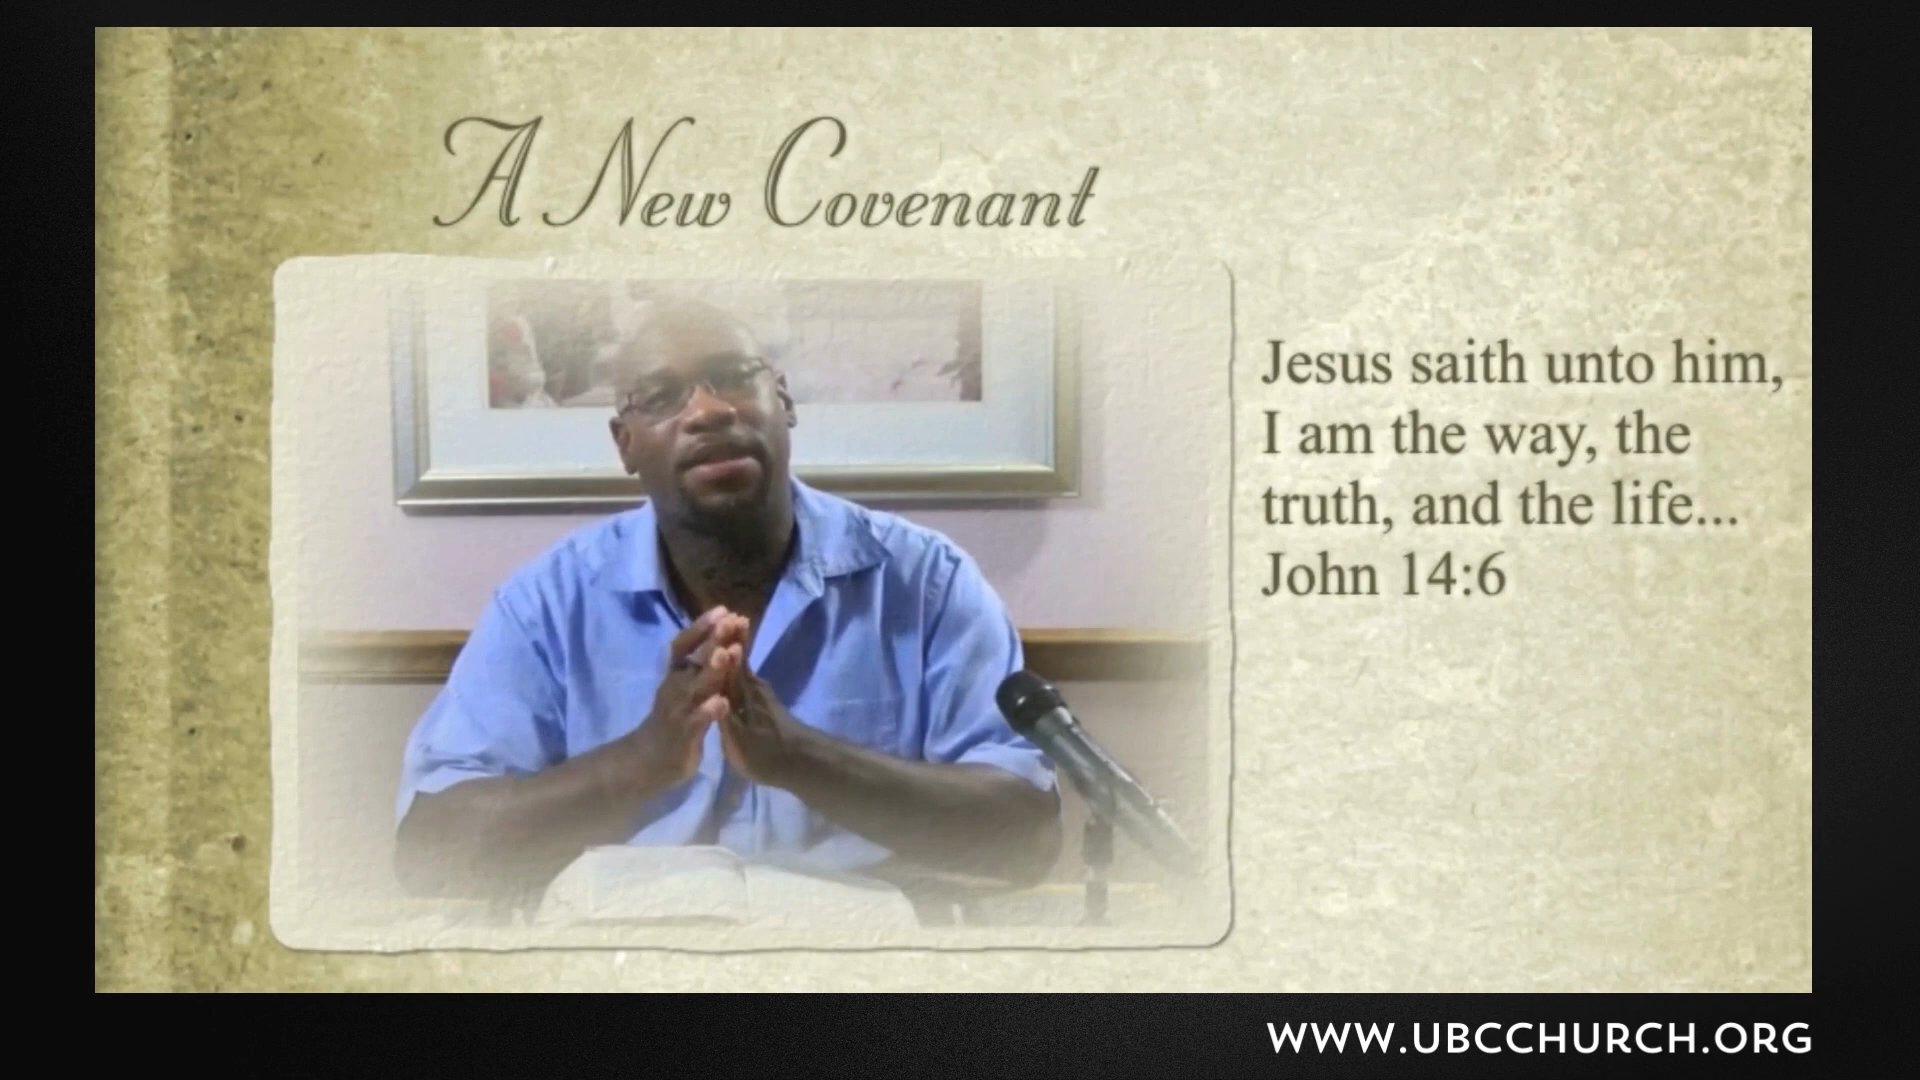 A New Covenant
Jesus saith unto him,
I am the way, the
truth, and the life...
John 14:6
WWW.UBCCHURCH.ORG